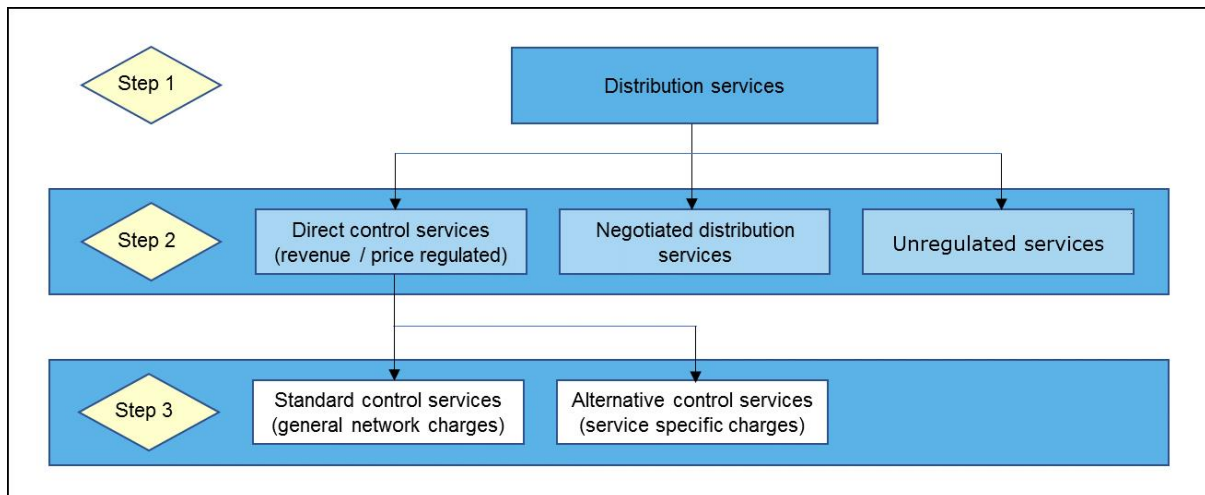 Step 1
Distribution services
Step 2
Direct control services
(revenue / price regulated)
Negotiated distribution
services
Unregulated services
Step 3
Standard control services
(general network charges)
Alternative control services
(service specific charges)